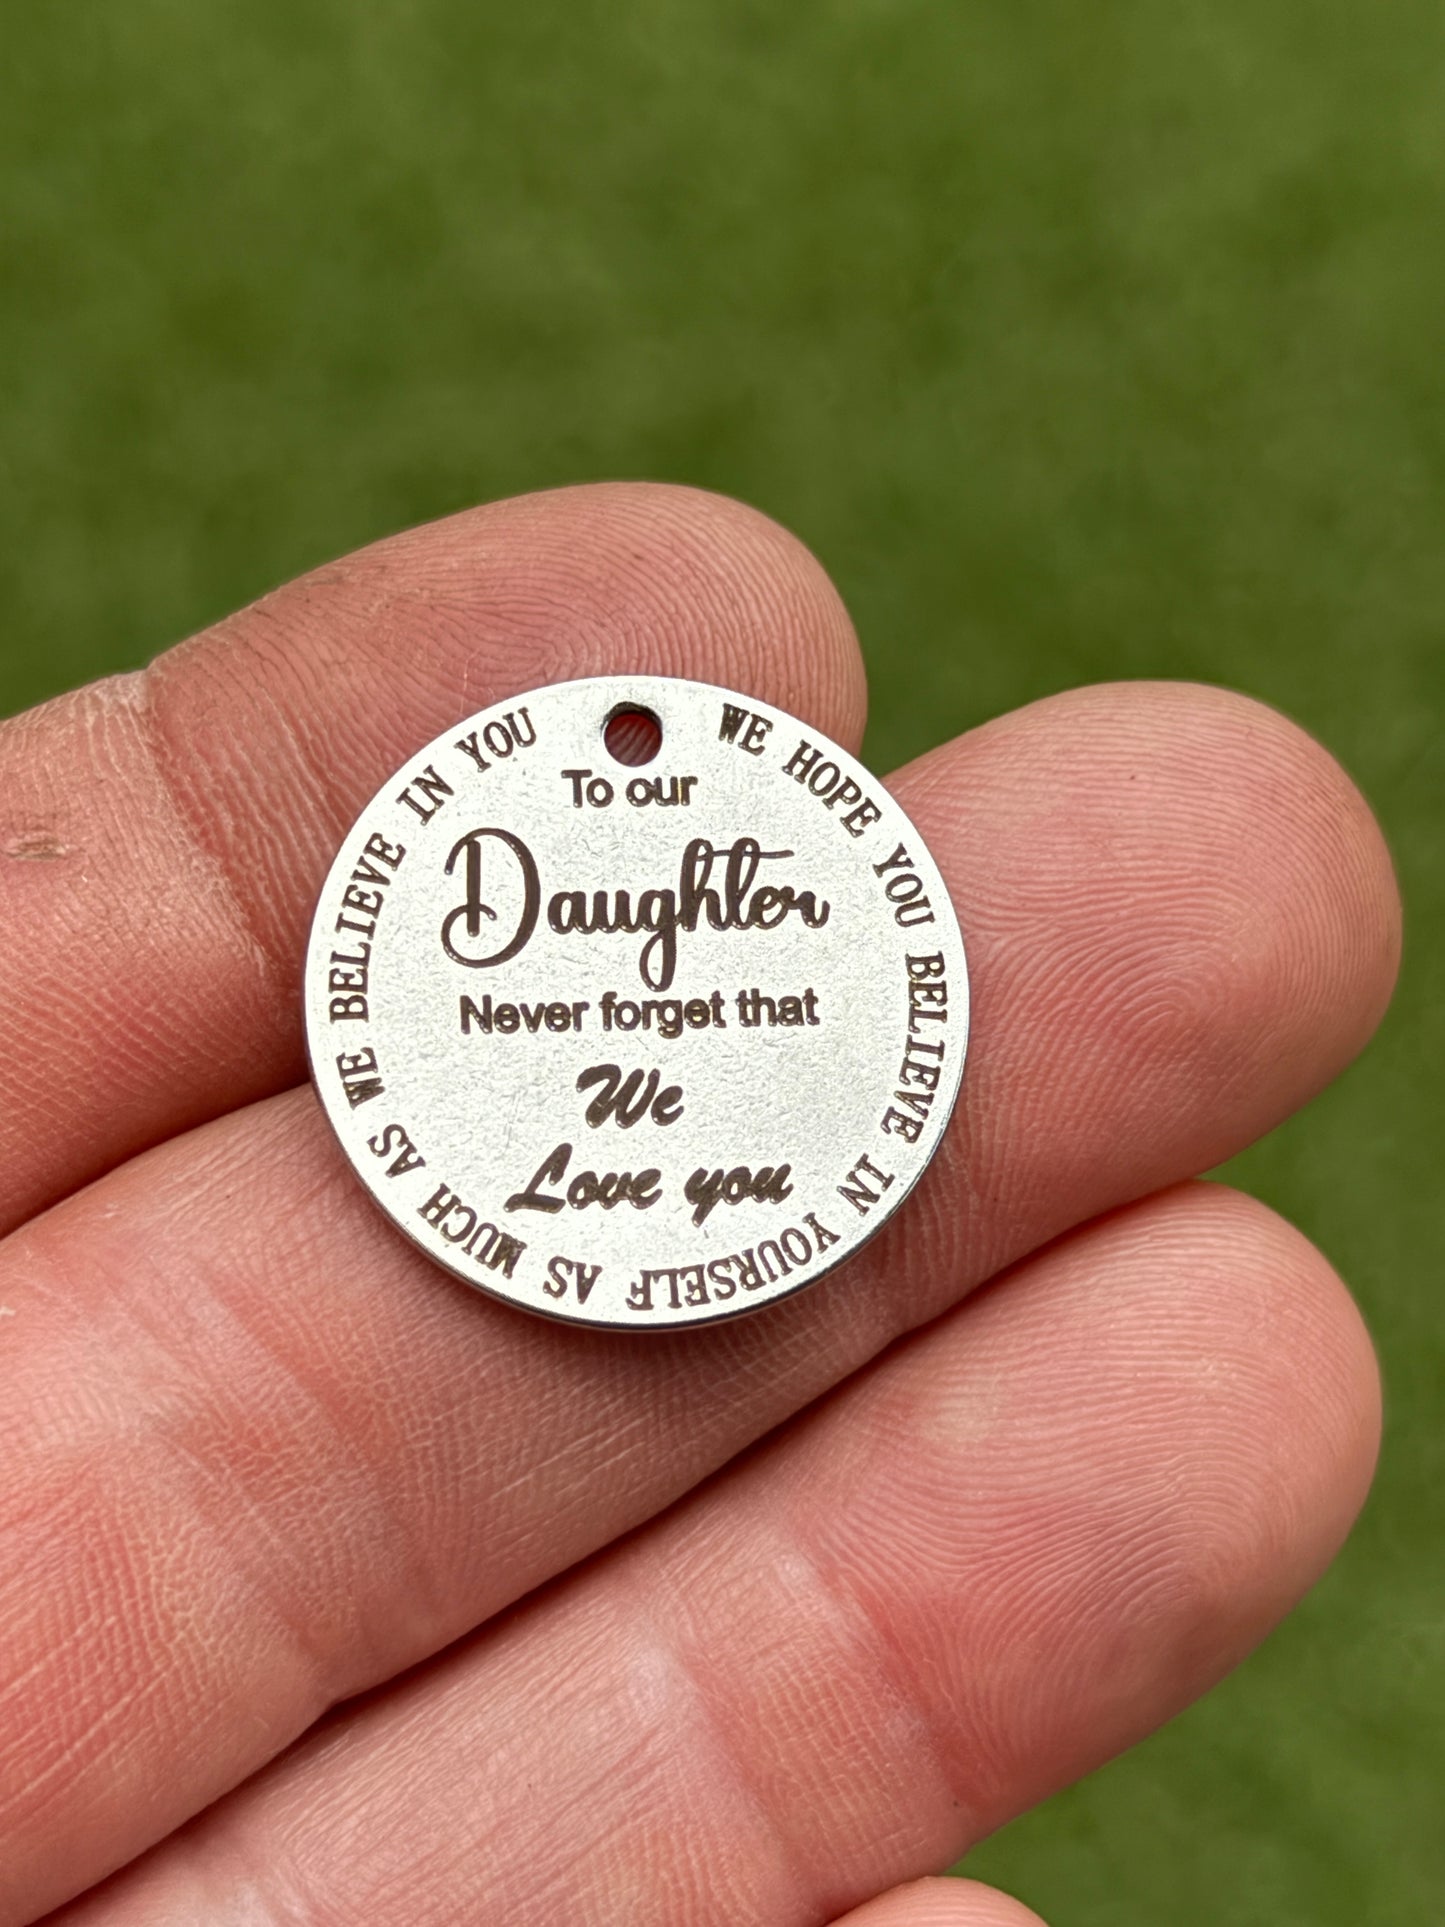 To our
Daughter
Never forget that
We
Love you
WE HOPE YOU BELIEVE IN YOURSELF AS MUCH AS WE BELIEVE IN YOU